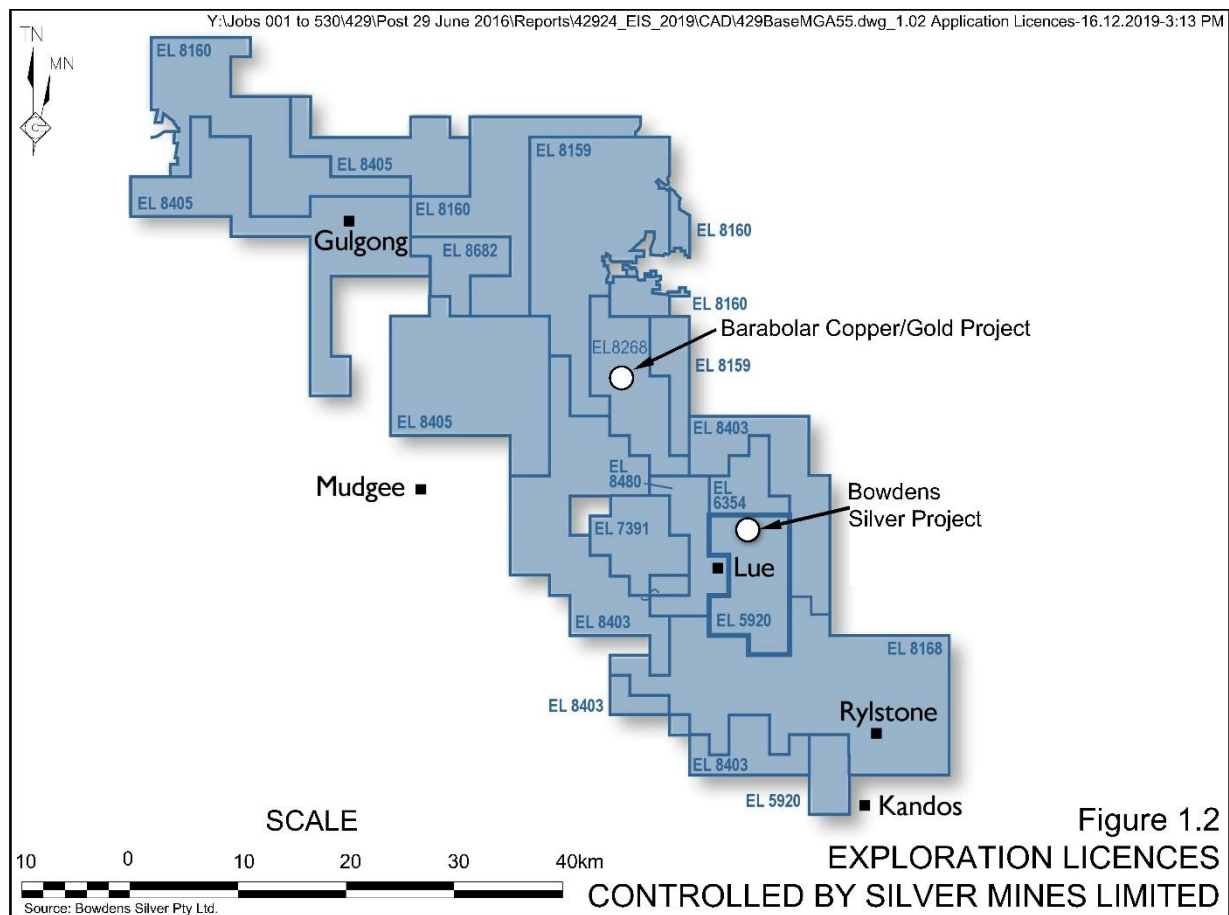 Y:\Jobs 001 to 530\429\Post 29 June 2016\Reports\42924_EIS_2019\CAD\429BaseMGA55.dwg_1.02 Application Licences-16.12.2019-3:13 PM
TN
MN
EL 8160
EL 8405
EL 8159
EL 8405
EL 8160
Gulgong
EL 8682
EL 8160
EL 8160
Barabolar Copper/Gold Project
EL8268
EL 8159
EL 8405
EL 8403
Mudgee
EL
8480
EL
6354
Bowdens
Silver Project
EL 7391
Lue
EL 8403
EL 5920
EL 8168
EL 8403
Rylstone
EL 8403
EL 5920
Kandos
SCALE
10 0 10 20 30 40km
Source: Bowdens Silver Pty Ltd.
Figure 1.2
EXPLORATION LICENCES
CONTROLLED BY SILVER MINES LIMITED